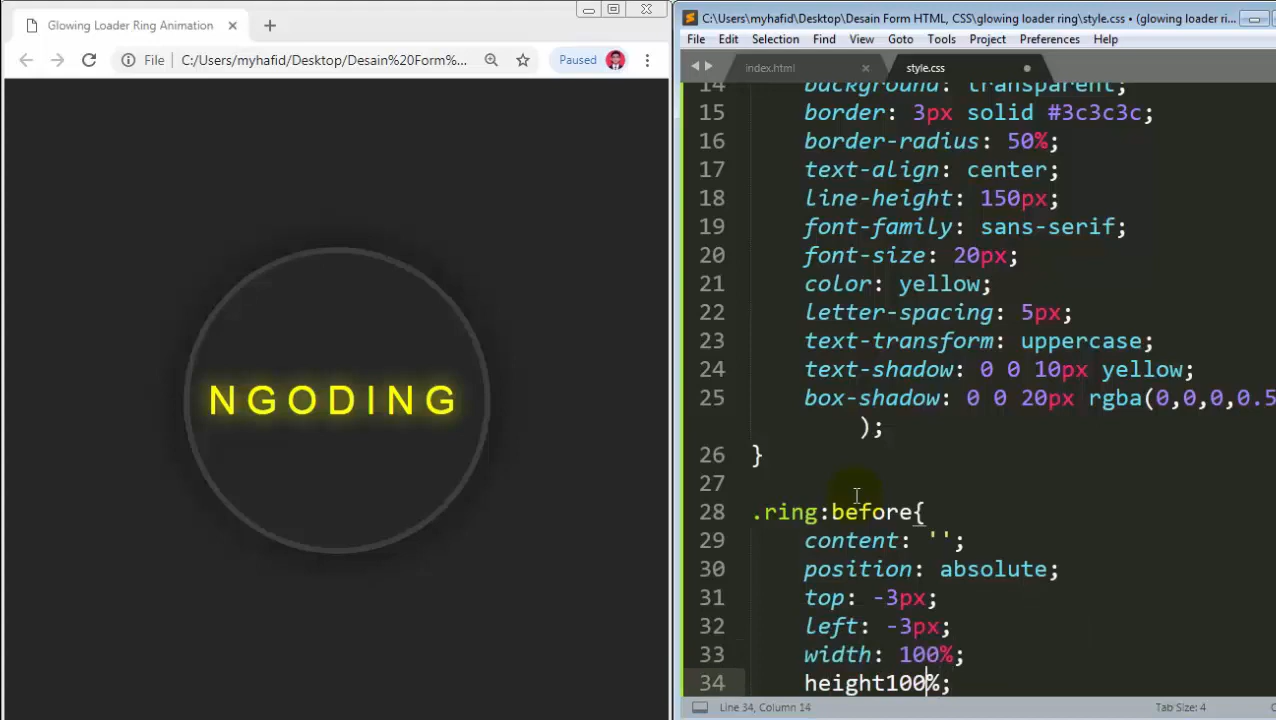 Glowing Loader Ring Animation
File C:/Users/myhafid/Desktop/Desain%20Form%... Paused
NGODING
C:\Users\myhafid\Desktop\Desain Form HTML, CSS\glowing loader ring\style.css • (glowing loader ri...
File Edit Selection Find View Goto Tools Project Preferences Help
index.html style.css
14 background: transparent;
15 border: 3px solid #3c3c3c;
16 border-radius: 50%;
17 text-align: center;
18 line-height: 150px;
19 font-family: sans-serif;
20 font-size: 20px;
21 color: yellow;
22 letter-spacing: 5px;
23 text-transform: uppercase;
24 text-shadow: 0 0 10px yellow;
25 box-shadow: 0 0 20px rgba(0,0,0,0.5
);
26 }
27
28 .ring:before{
29 content: '';
30 position: absolute;
31 top: -3px;
32 left: -3px;
33 width: 100%;
34 height100%;
Line 34, Column 14
Tab Size: 4